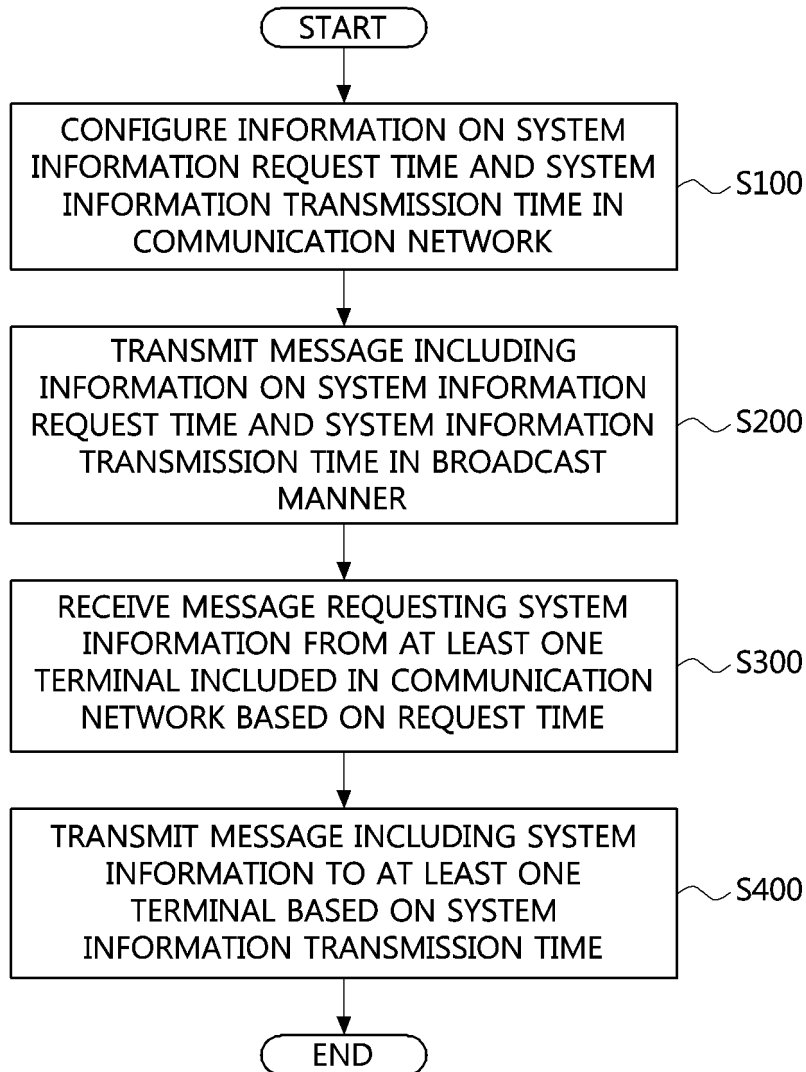 START
CONFIGURE INFORMATION ON SYSTEM
INFORMATION REQUEST TIME AND SYSTEM
INFORMATION TRANSMISSION TIME IN
COMMUNICATION NETWORK
S100
TRANSMIT MESSAGE INCLUDING
INFORMATION ON SYSTEM INFORMATION
REQUEST TIME AND SYSTEM INFORMATION
TRANSMISSION TIME IN BROADCAST
MANNER
S200
RECEIVE MESSAGE REQUESTING SYSTEM
INFORMATION FROM AT LEAST ONE
TERMINAL INCLUDED IN COMMUNICATION
NETWORK BASED ON REQUEST TIME
S300
TRANSMIT MESSAGE INCLUDING SYSTEM
INFORMATION TO AT LEAST ONE
TERMINAL BASED ON SYSTEM
INFORMATION TRANSMISSION TIME
S400
END